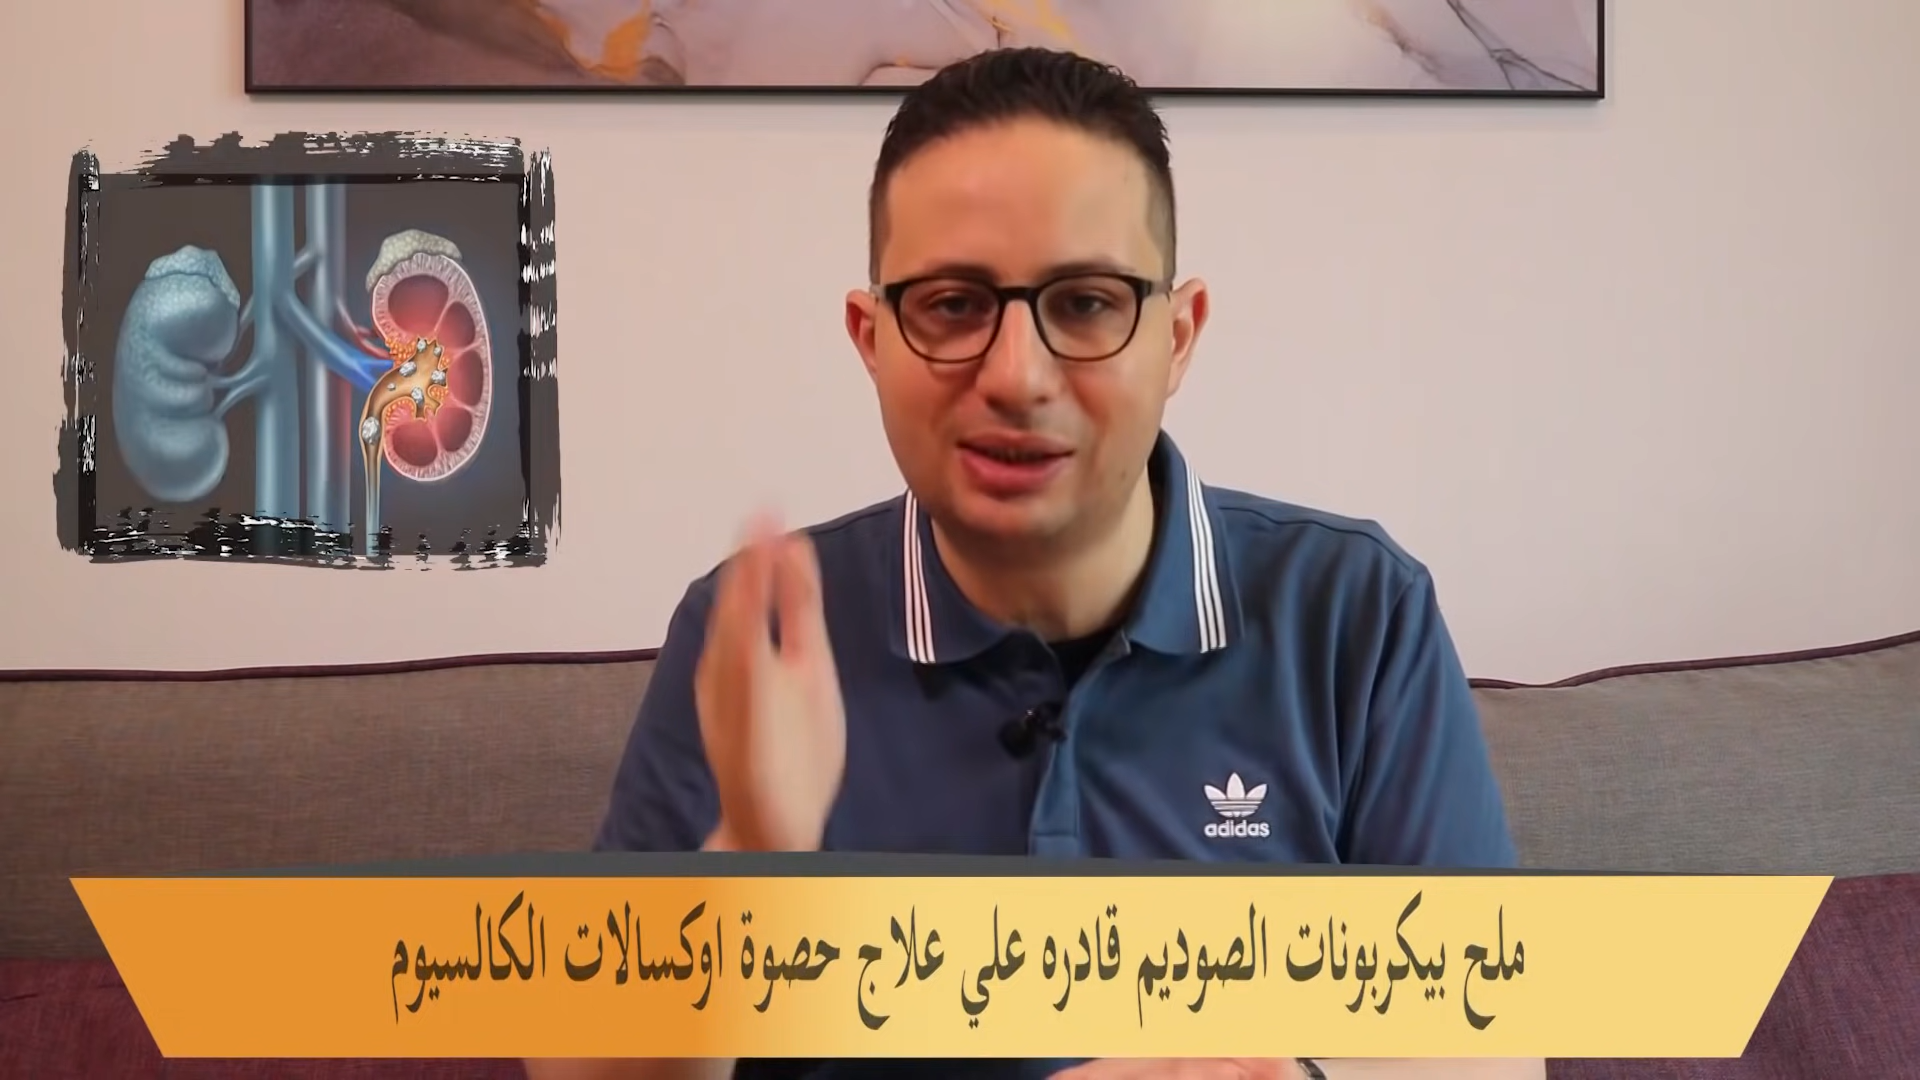 adidas
ملح بيكربونات الصوديم قادره علي علاج حصوة اوكسالات الكالسيوم